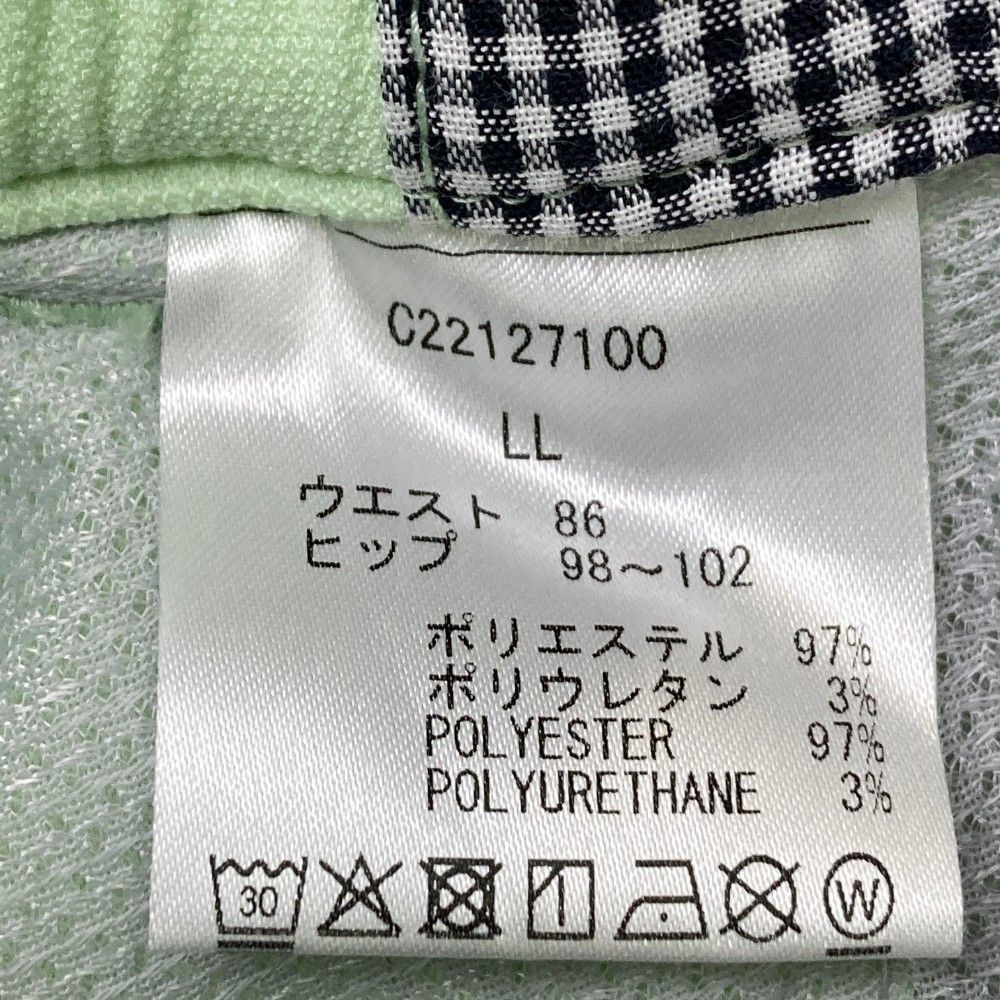 C22127100
LL
ウエスト 86
ヒップ 98～102
ポリエステル 97%
ポリウレタン 3%
POLYESTER 97%
POLYURETHANE 3%
30 W